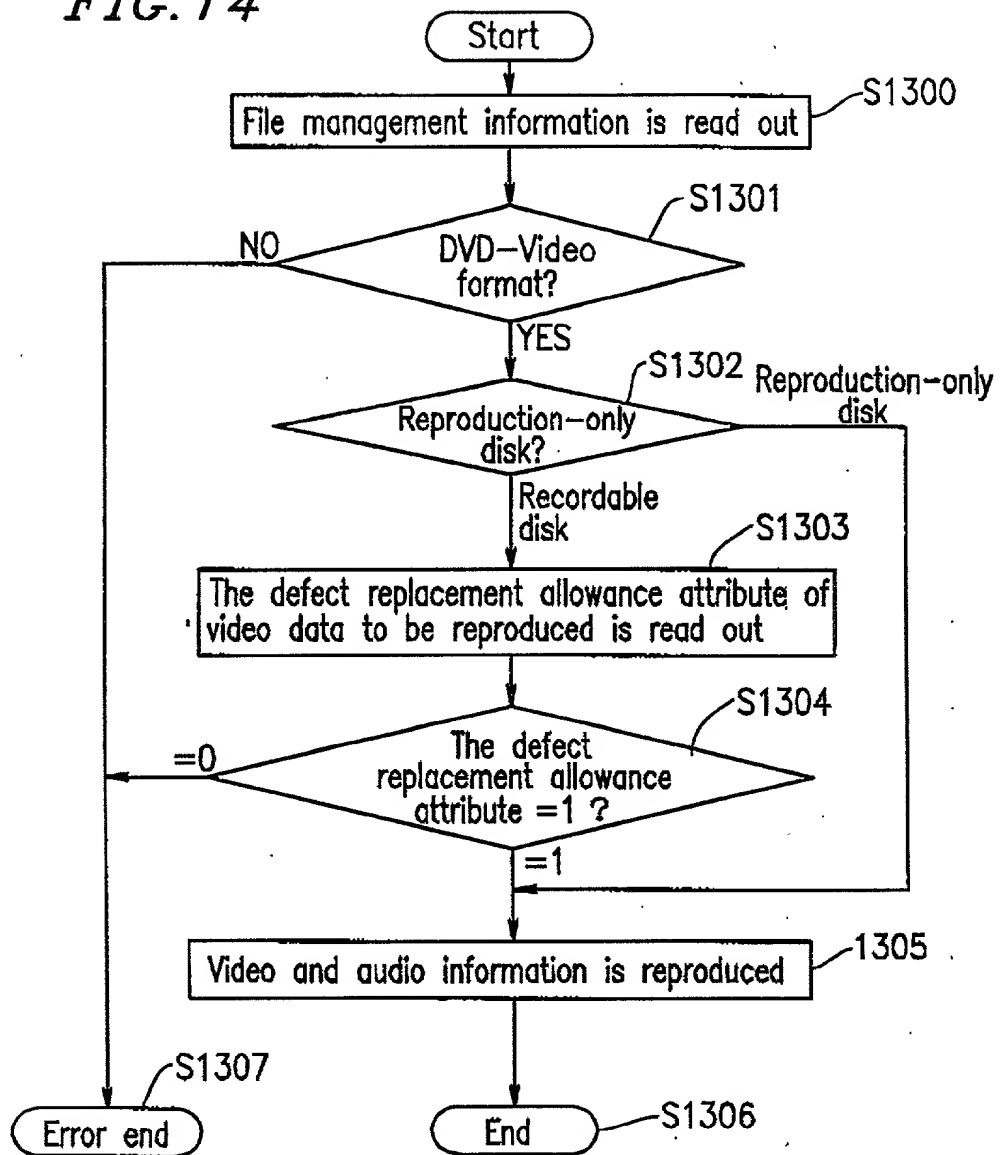 FIG. 14
Start
S1300
File management information is read out
S1301
NO
DVD-Video
format?
YES
S1302
Reproduction-only
disk
Reproduction-only
disk?
Recordable
disk
S1303
The defect replacement allowance attribute of
video data to be reproduced is read out
S1304
=0
The defect
replacement allowance
attribute =1 ?
=1
1305
Video and audio information is reproduced
S1307
Error end
S1306
End